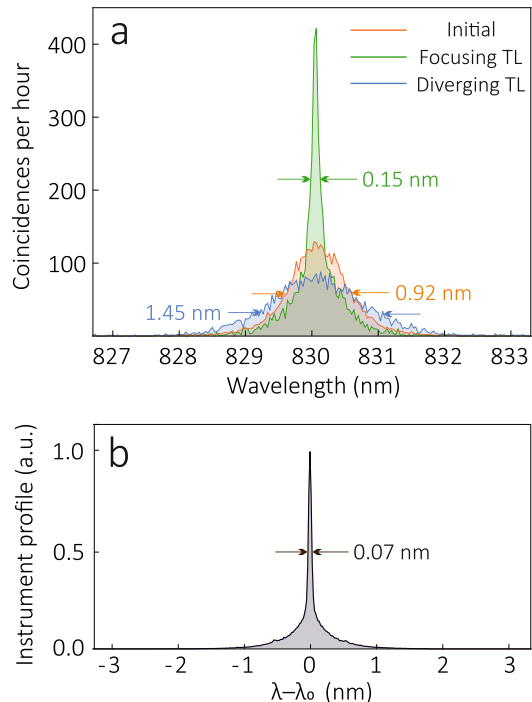 a
Initial
Focusing TL
Diverging TL
Coincidences per hour
400
300
200
100
0.15 nm
0.92 nm
1.45 nm
827 828 829 830 831 832 833
Wavelength (nm)
b
Instrument profile (a.u.)
1.0
0.5
0.0
0.07 nm
-3 -2 -1 0 1 2 3
λ–λ₀ (nm)